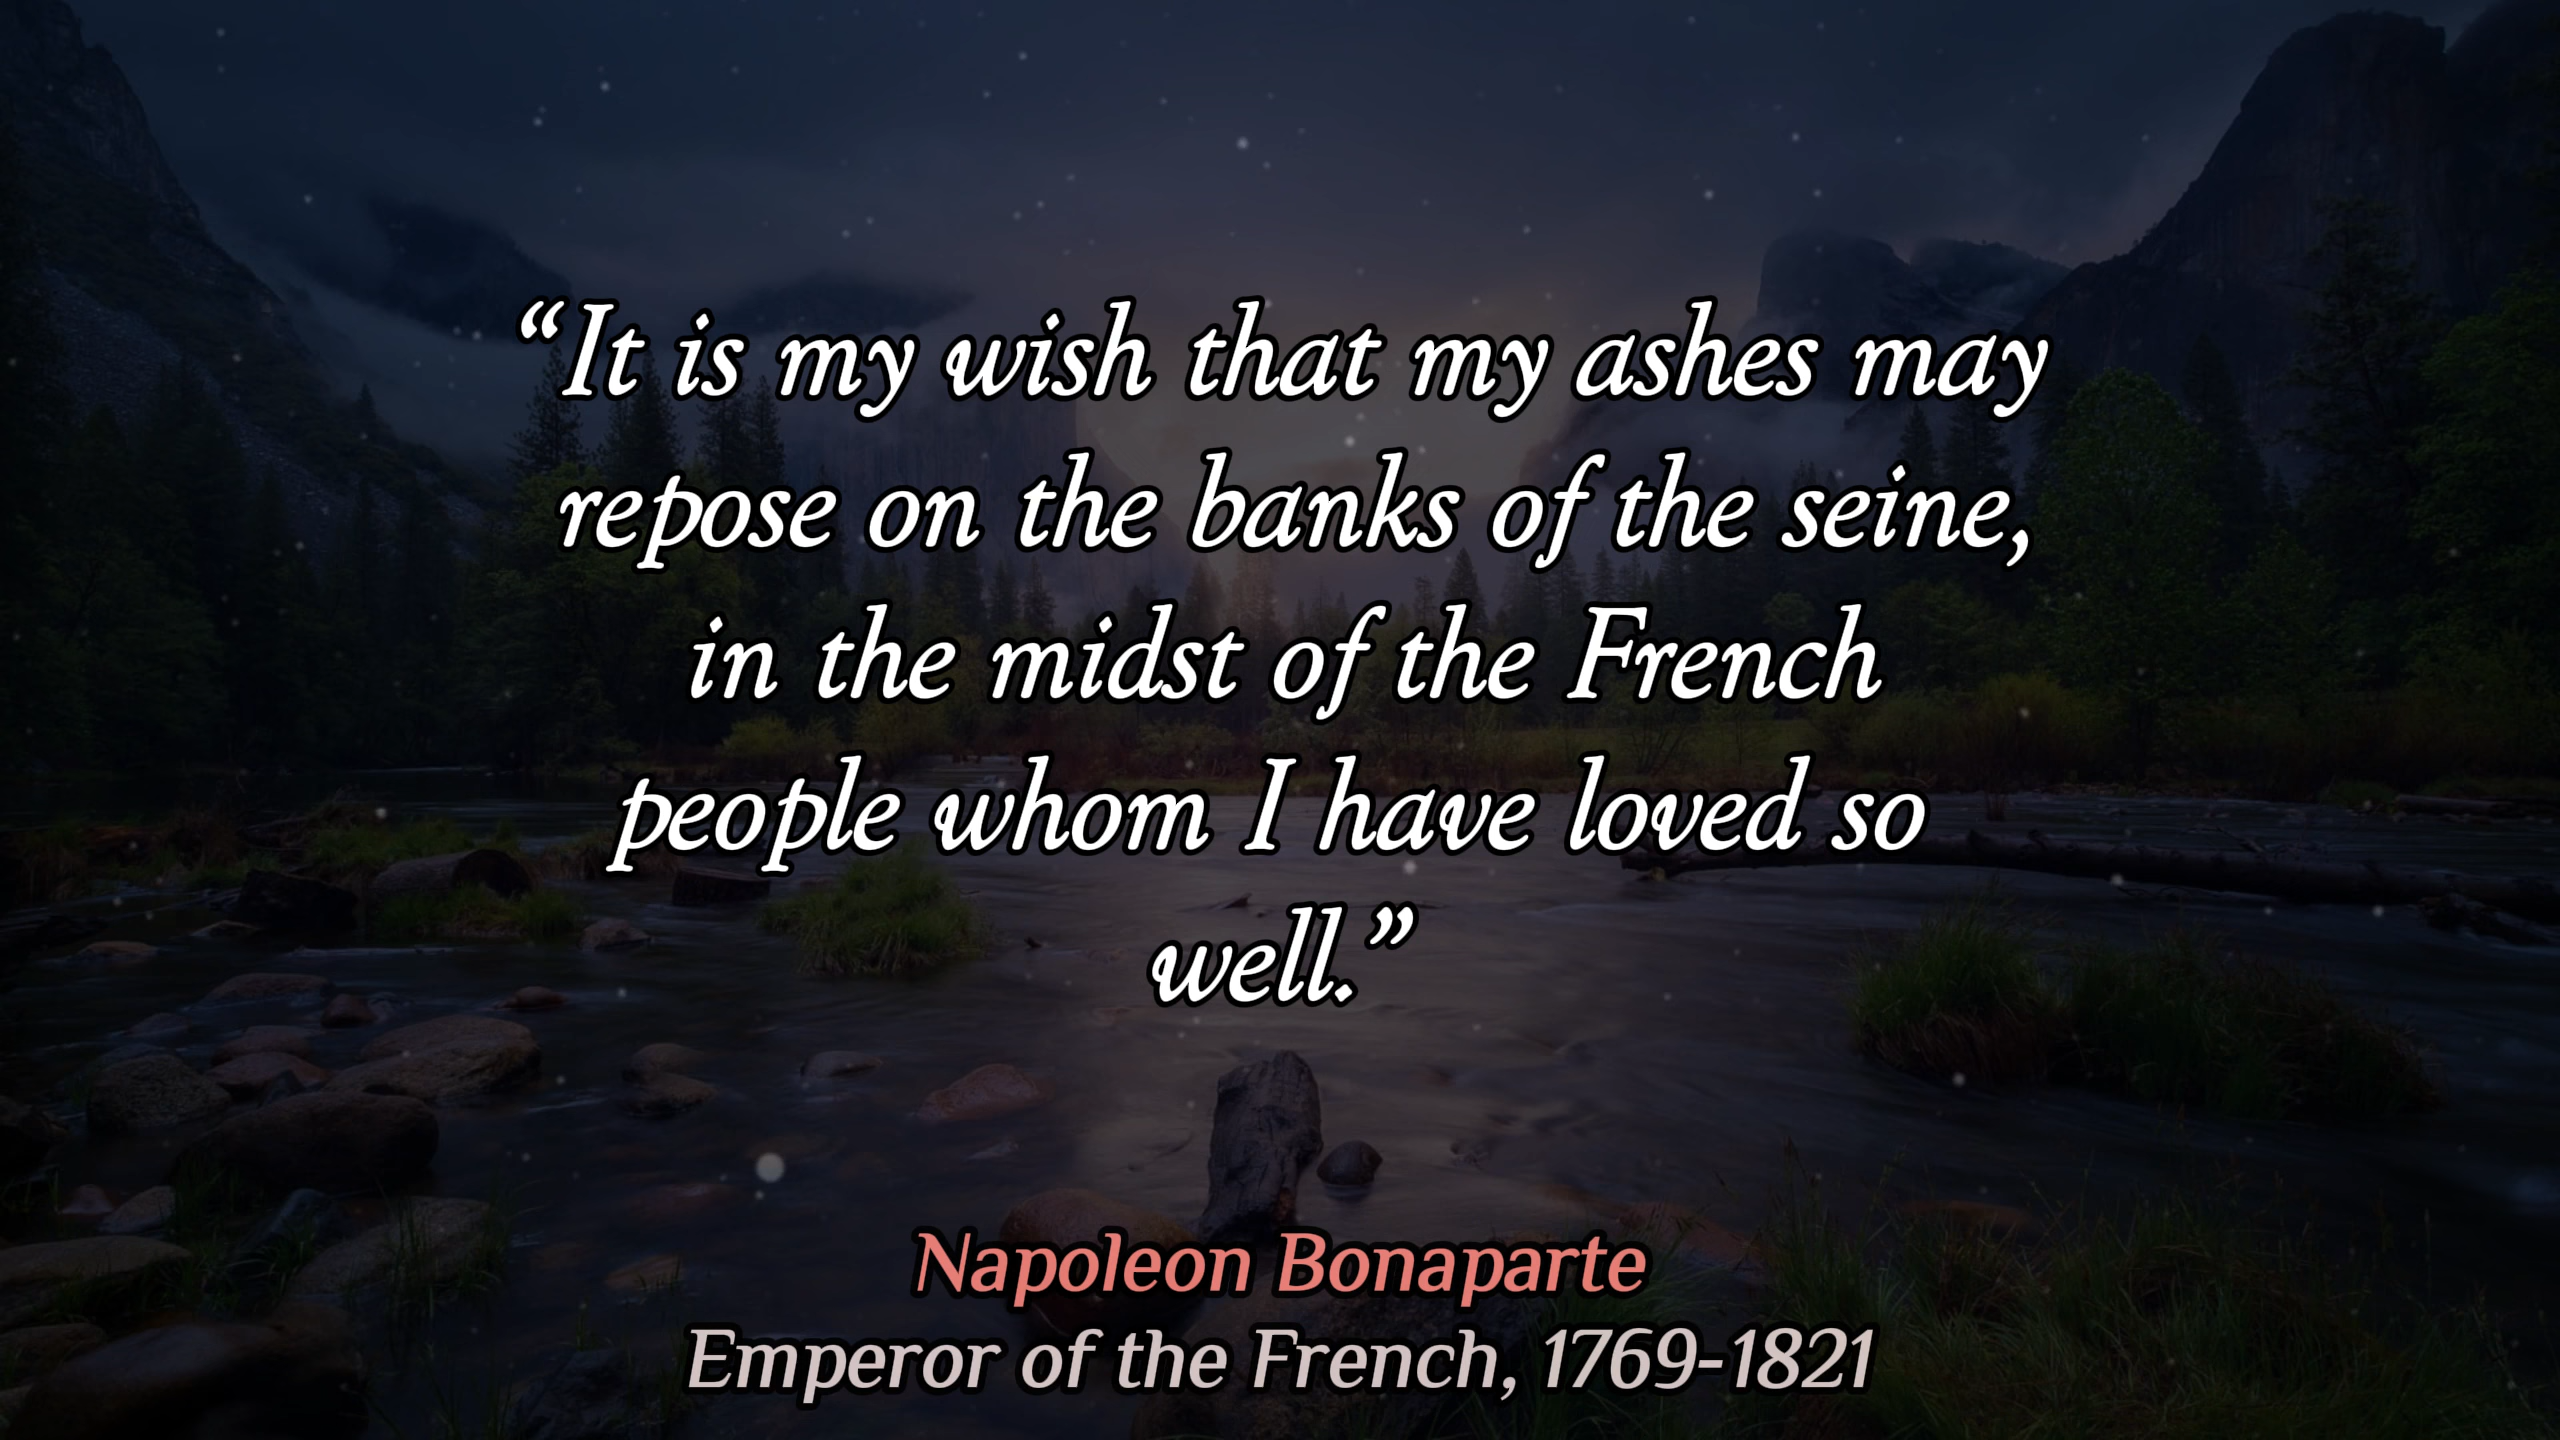 “It is my wish that my ashes may
repose on the banks of the seine,
in the midst of the French
people whom I have loved so
well.”
Napoleon Bonaparte
Emperor of the French, 1769-1821